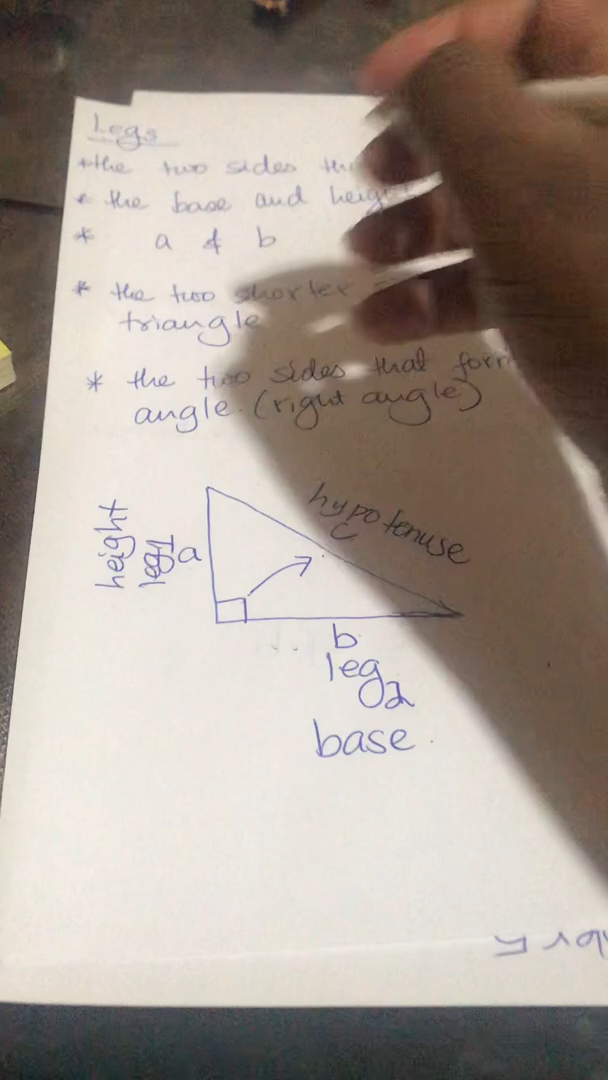 Legs
* the two sides
* the base and height
* a & b
* the two shorter
triangle
* the two sides that form
angle. (right angle)
hypotenuse
c
height
leg1
a
b
leg2
base.